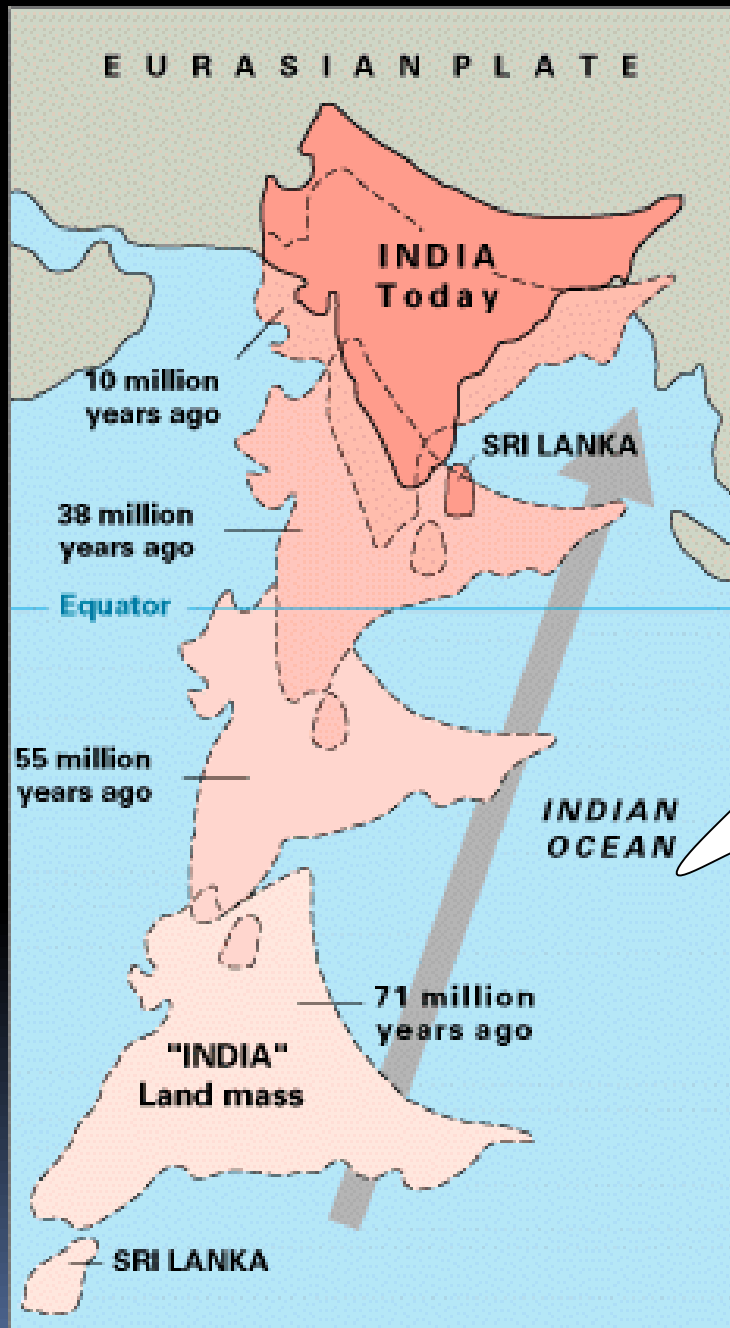 EURASIAN PLATE
INDIA
Today
10 million
years ago
SRI LANKA
38 million
years ago
Equator
55 million
years ago
INDIAN
OCEAN
71 million
years ago
"INDIA"
Land mass
SRI LANKA